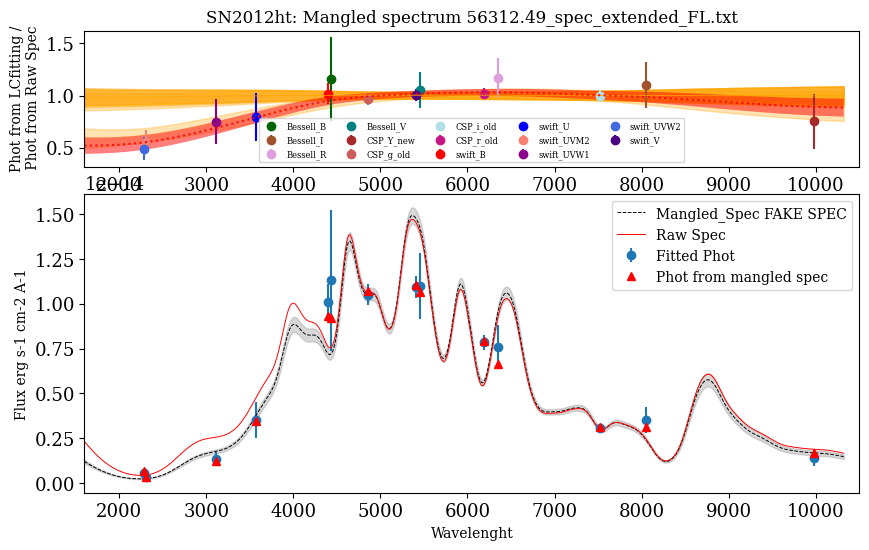 SN2012ht: Mangled spectrum 56312.49_spec_extended_FL.txt
Phot from LCfitting /
Phot from Raw Spec
1.5
1.0
0.5
Bessell_B Bessell_V CSP_i_old swift_U swift_UVW2
Bessell_I CSP_Y_new CSP_r_old swift_UVM2 swift_V
Bessell_R CSP_g_old swift_B swift_UVW1
2000 3000 4000 5000 6000 7000 8000 9000 10000
1e−14
Flux erg s-1 cm-2 A-1
1.50
1.25
1.00
0.75
0.50
0.25
0.00
Mangled_Spec FAKE SPEC
Raw Spec
Fitted Phot
Phot from mangled spec
2000 3000 4000 5000 6000 7000 8000 9000 10000
Wavelenght